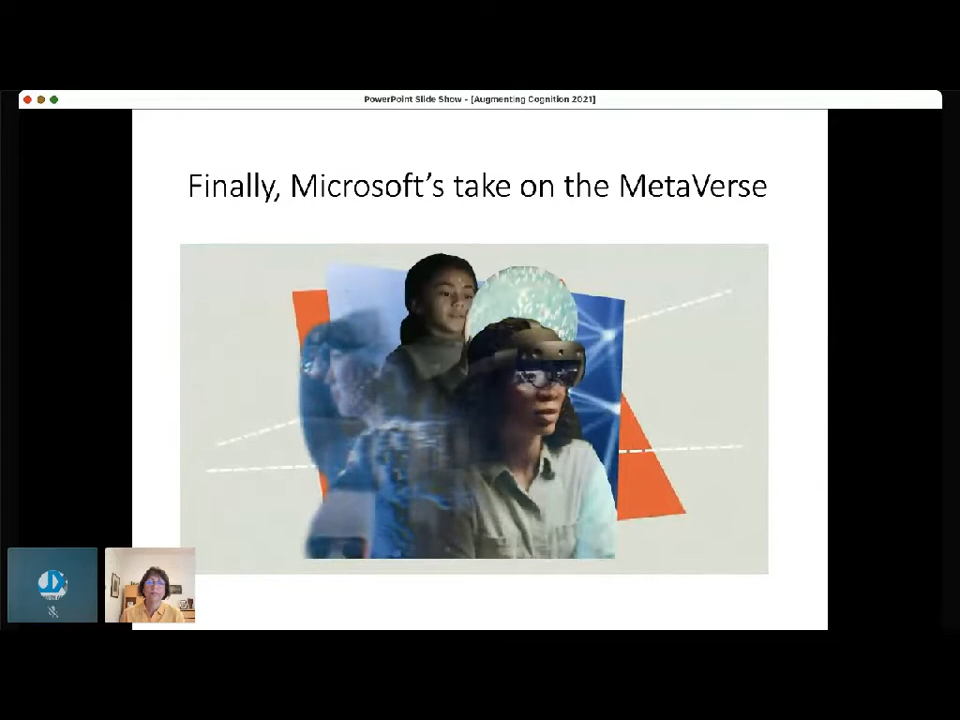 PowerPoint Slide Show - [Augmenting Cognition 2021]
Finally, Microsoft's take on the MetaVerse